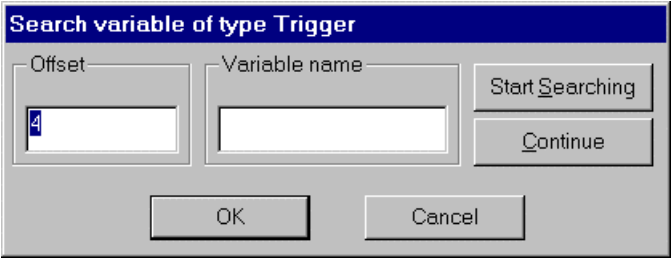 Search variable of type Trigger
Offset
Variable name
4
Start Searching
Continue
OK
Cancel